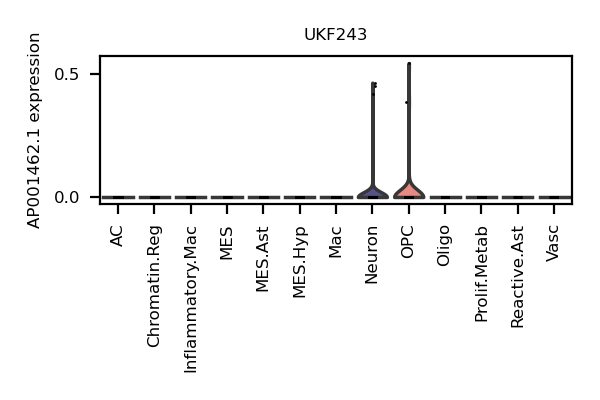 UKF243
AP001462.1 expression
0.5
0.0
AC
Chromatin.Reg
Inflammatory.Mac
MES
MES.Ast
MES.Hyp
Mac
Neuron
OPC
Oligo
Prolif.Metab
Reactive.Ast
Vasc